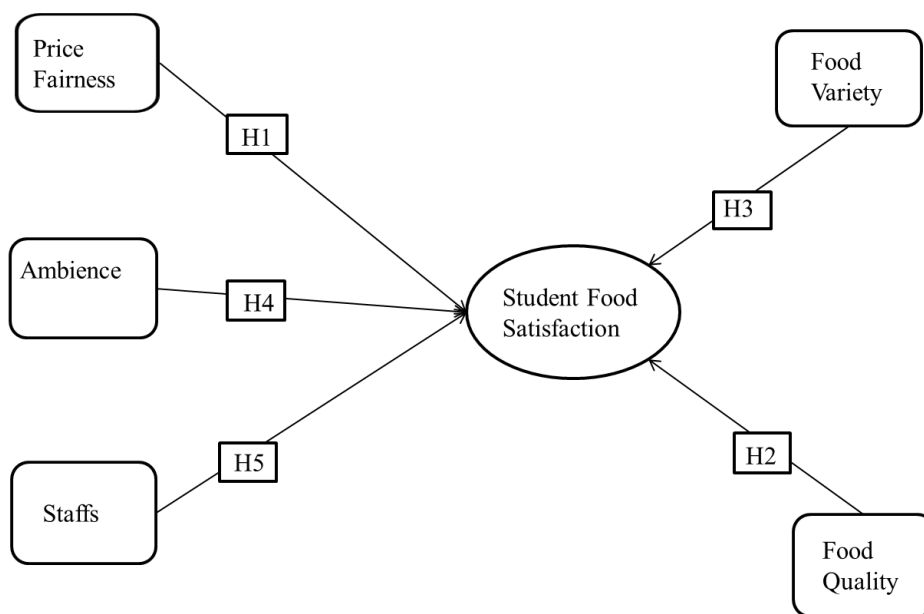 Price
Fairness
H1
Food
Variety
H3
Ambience
H4
Student Food
Satisfaction
H5
H2
Staffs
Food
Quality